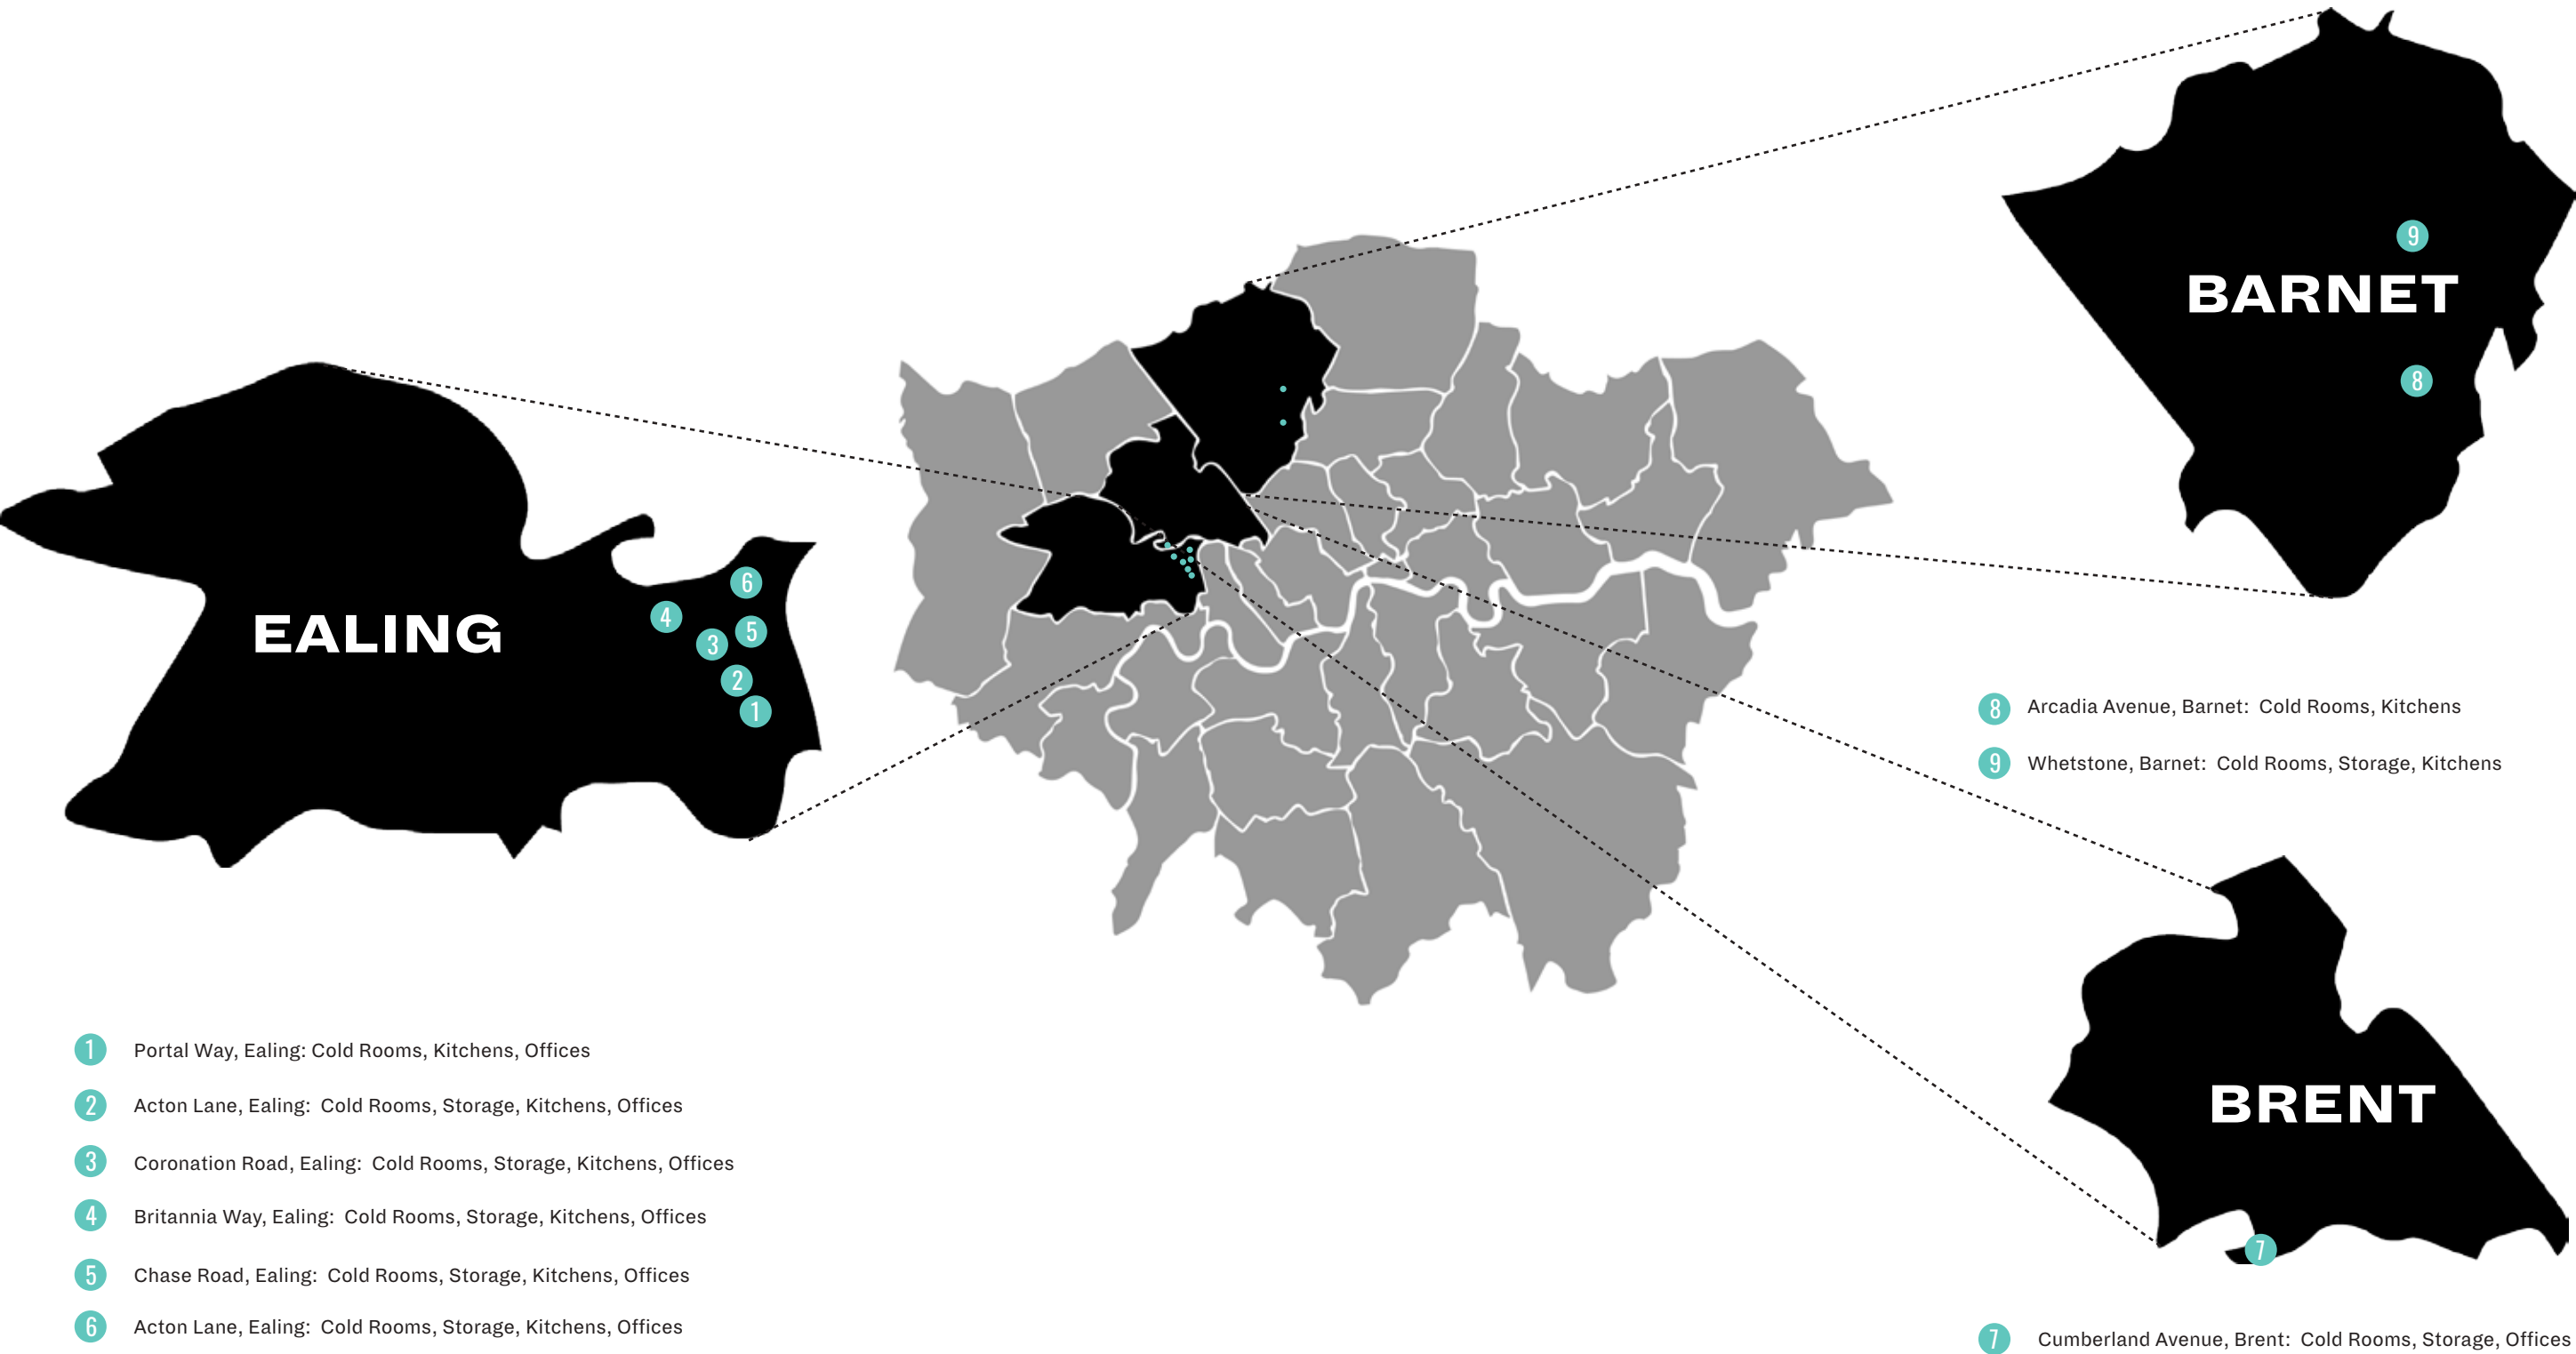 BARNET
9
8
EALING
6
4
5
3
2
1
8 Arcadia Avenue, Barnet: Cold Rooms, Kitchens
9 Whetstone, Barnet: Cold Rooms, Storage, Kitchens
BRENT
7
1 Portal Way, Ealing: Cold Rooms, Kitchens, Offices
2 Acton Lane, Ealing: Cold Rooms, Storage, Kitchens, Offices
3 Coronation Road, Ealing: Cold Rooms, Storage, Kitchens, Offices
4 Britannia Way, Ealing: Cold Rooms, Storage, Kitchens, Offices
5 Chase Road, Ealing: Cold Rooms, Storage, Kitchens, Offices
6 Acton Lane, Ealing: Cold Rooms, Storage, Kitchens, Offices
7 Cumberland Avenue, Brent: Cold Rooms, Storage, Offices